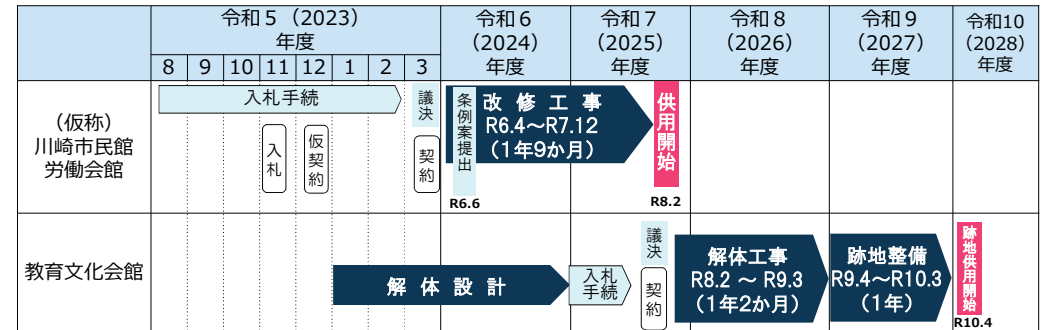 令和５（2023）
年度
令和６
（2024）
年度
令和７
（2025）
年度
令和８
（2026）
年度
令和９
（2027）
年度
令和10
（2028）
年度
8 9 10 11 12 1 2 3
（仮称）
川崎市民館
労働会館
入札手続
入札
仮契約
議決
契約
条例案提出
R6.6
改修工事
R6.4～R7.12
（1年9か月）
供用開始
R8.2
教育文化会館
解体設計
入札
手続
議決
契約
解体工事
R8.2 ～ R9.3
（1年2か月）
跡地整備
R9.4～R10.3
（1年）
跡地供用開始
R10.4